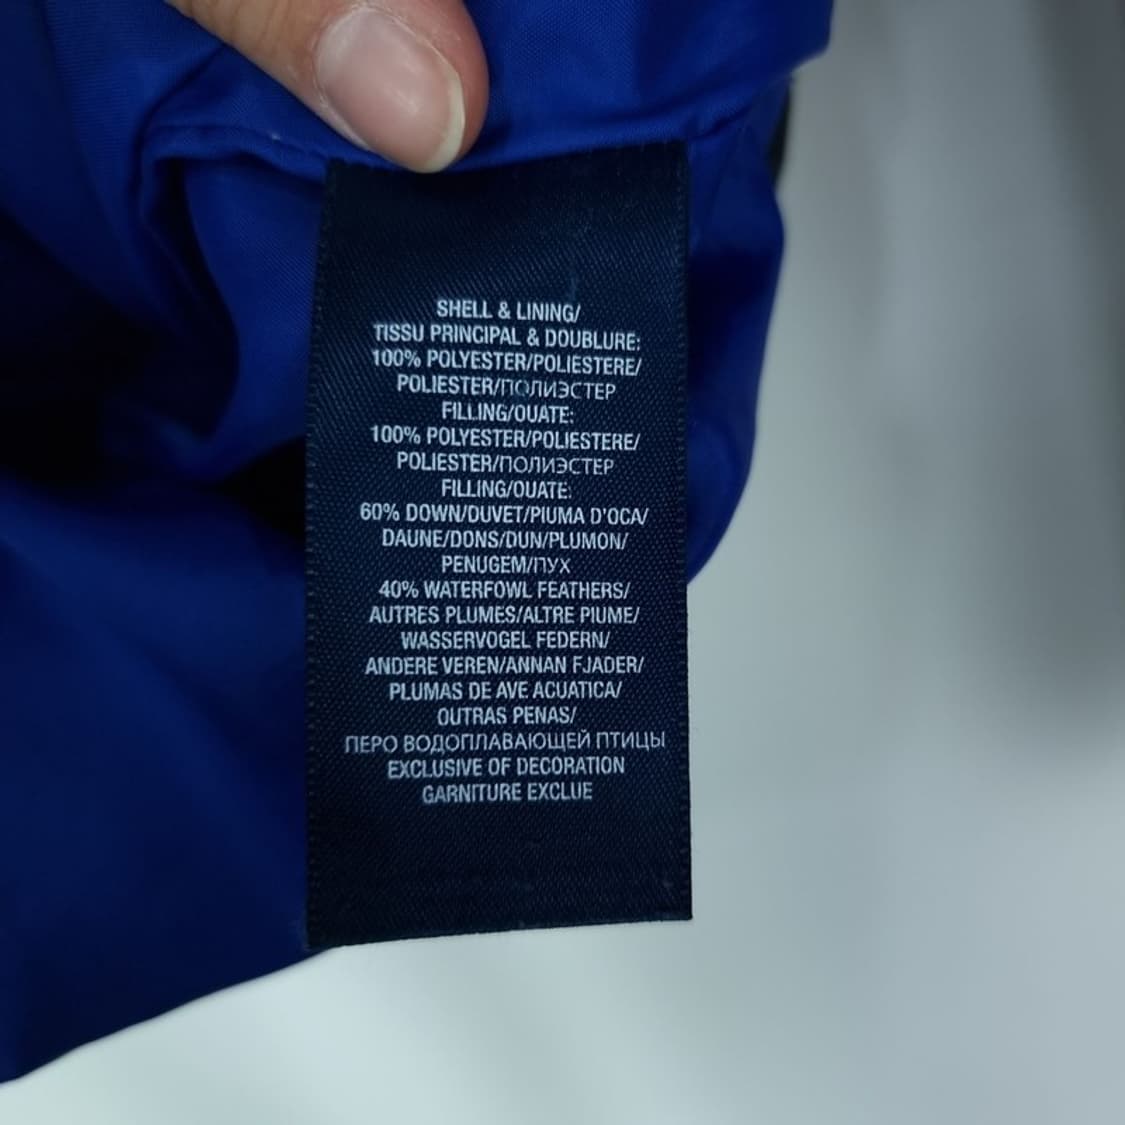 SHELL & LINING/
TISSU PRINCIPAL & DOUBLURE:
100% POLYESTER/POLIESTERE/
POLIESTER/ПОЛИЭСТЕР
FILLING/OUATE:
100% POLYESTER/POLIESTERE/
POLIESTER/ПОЛИЭСТЕР
FILLING/OUATE:
60% DOWN/DUVET/PIUMA D'OCA/
DAUNE/DONS/DUN/PLUMON/
PENUGEM/ПУХ
40% WATERFOWL FEATHERS/
AUTRES PLUMES/ALTRE PIUME/
WASSERVOGEL FEDERN/
ANDERE VEREN/ANNAN FJADER/
PLUMAS DE AVE ACUATICA/
OUTRAS PENAS/
ПЕРО ВОДОПЛАВАЮЩЕЙ ПТИЦЫ
EXCLUSIVE OF DECORATION
GARNITURE EXCLUE